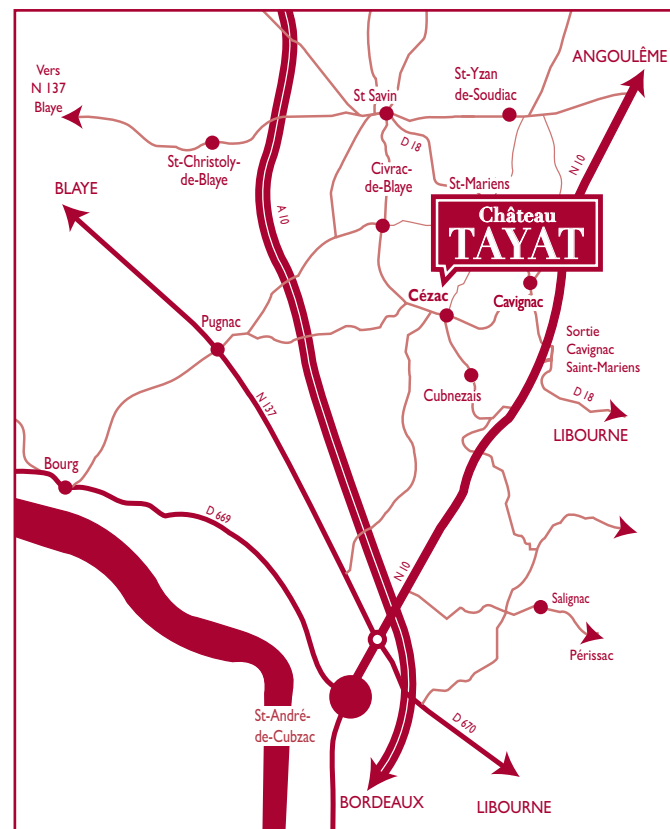 ANGOULÊME
Vers
N 137
Blaye
St-Yzan
de-Soudiac
St Savin
D 18
St-Christoly-
de-Blaye
Civrac-
de-Blaye
St-Mariens
N 10
BLAYE
A 10
Château
TAYAT
Cézac
Cavignac
Pugnac
Sortie
Cavignac
Saint-Mariens
Cubnezais
D 18
N 137
LIBOURNE
Bourg
D 669
N 10
Salignac
Périssac
St-André-
de-Cubzac
D 670
BORDEAUX
LIBOURNE